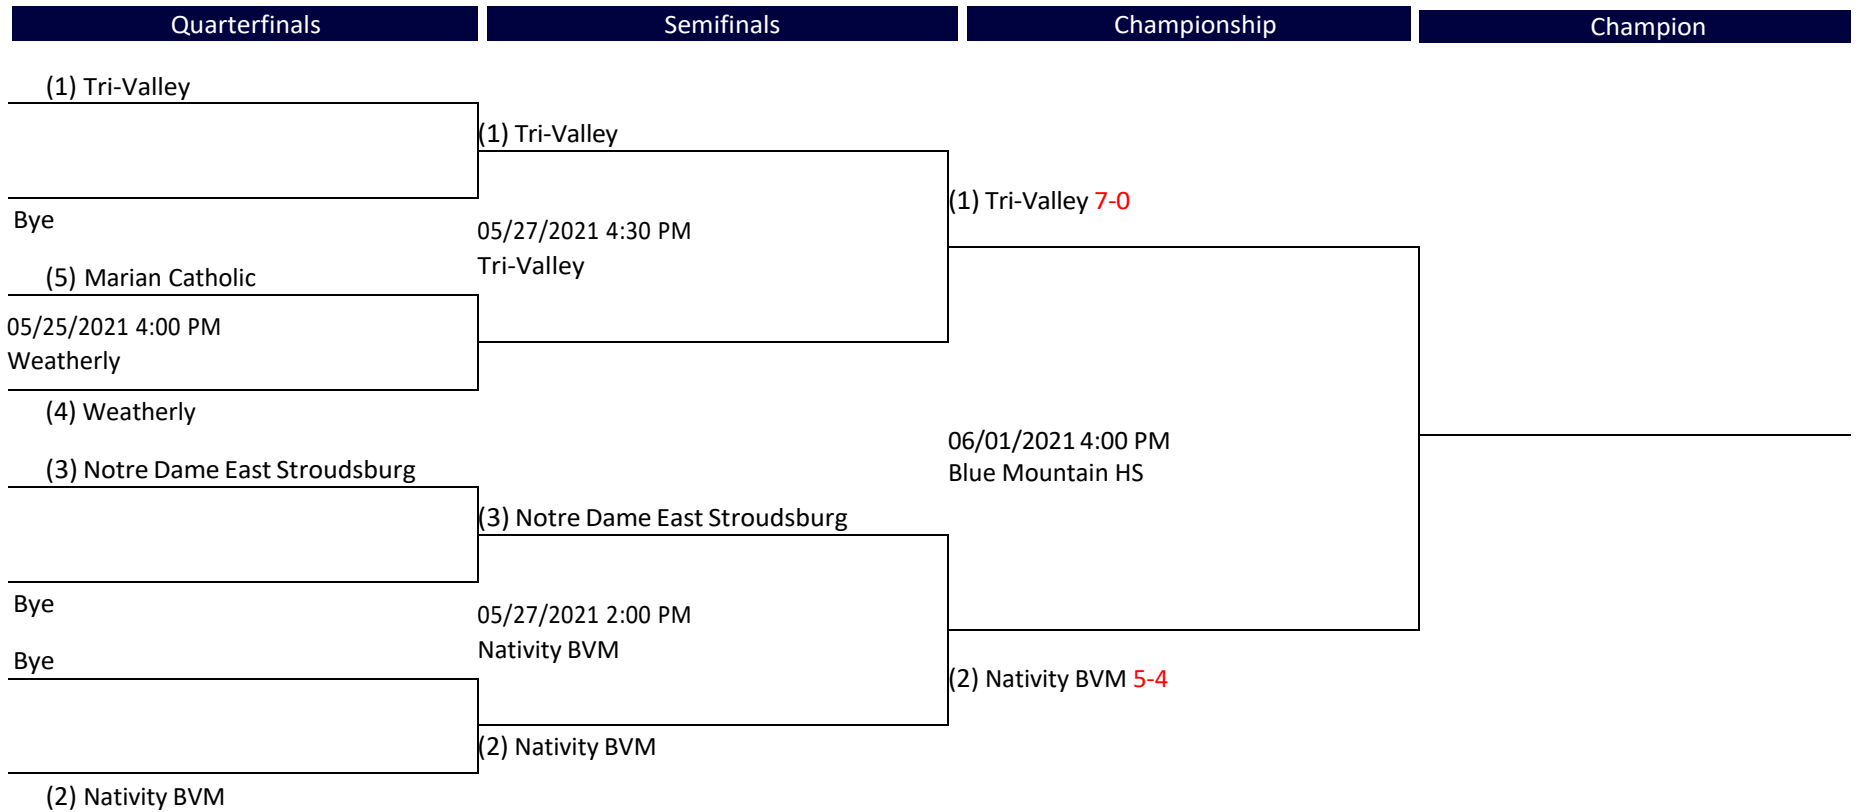 Quarterfinals
Semifinals
Championship
Champion
(1) Tri-Valley
Bye
(5) Marian Catholic
05/25/2021 4:00 PM
Weatherly
(4) Weatherly
(3) Notre Dame East Stroudsburg
Bye
Bye
(2) Nativity BVM
(1) Tri-Valley
05/27/2021 4:30 PM
Tri-Valley
(3) Notre Dame East Stroudsburg
05/27/2021 2:00 PM
Nativity BVM
(2) Nativity BVM
(1) Tri-Valley 7-0
06/01/2021 4:00 PM
Blue Mountain HS
(2) Nativity BVM 5-4